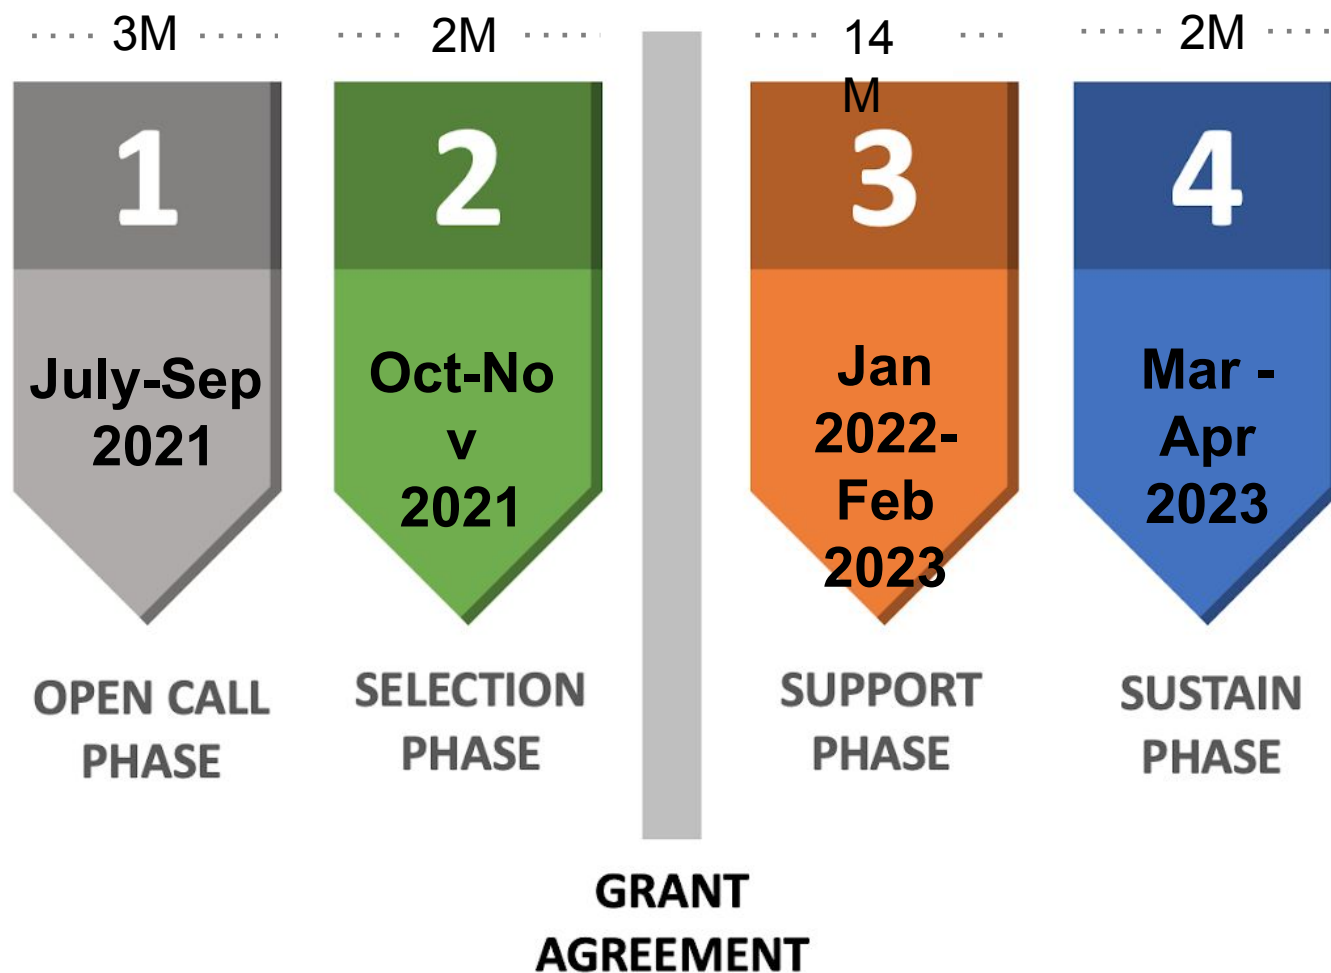 3M
2M
14
M
2M
1
2
3
4
July-Sep
2021
Oct-No
v
2021
Jan
2022-
Feb
2023
Mar -
Apr
2023
OPEN CALL
PHASE
SELECTION
PHASE
SUPPORT
PHASE
SUSTAIN
PHASE
GRANT
AGREEMENT